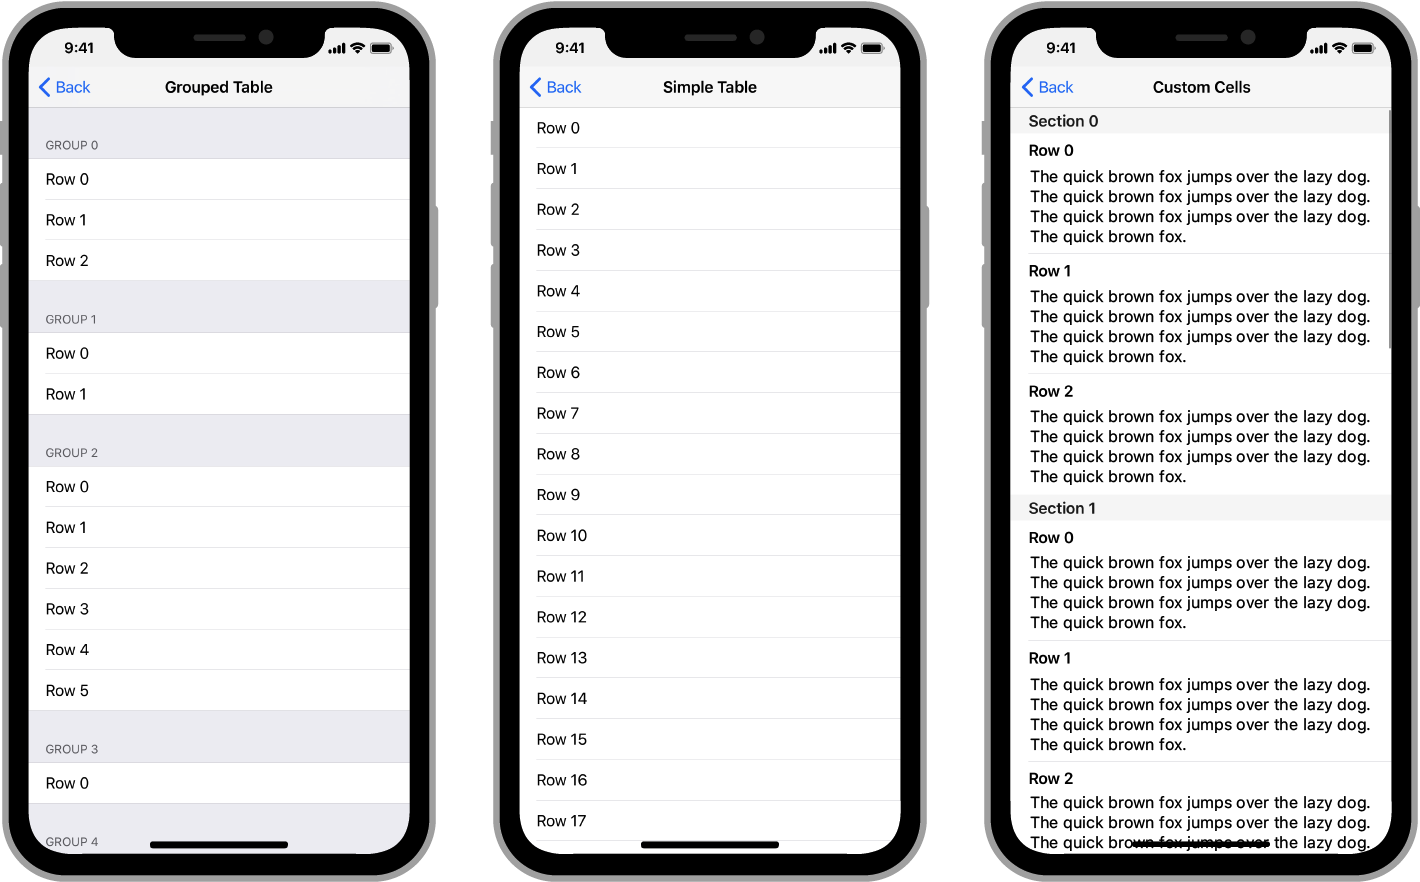 9:41
Back
Grouped Table
GROUP 0
Row 0
Row 1
Row 2
GROUP 1
Row 0
Row 1
GROUP 2
Row 0
Row 1
Row 2
Row 3
Row 4
Row 5
GROUP 3
Row 0
GROUP 4
9:41
Back
Simple Table
Row 0
Row 1
Row 2
Row 3
Row 4
Row 5
Row 6
Row 7
Row 8
Row 9
Row 10
Row 11
Row 12
Row 13
Row 14
Row 15
Row 16
Row 17
9:41
Back
Custom Cells
Section 0
Row 0
The quick brown fox jumps over the lazy dog.
The quick brown fox jumps over the lazy dog.
The quick brown fox jumps over the lazy dog.
The quick brown fox.
Row 1
The quick brown fox jumps over the lazy dog.
The quick brown fox jumps over the lazy dog.
The quick brown fox jumps over the lazy dog.
The quick brown fox.
Row 2
The quick brown fox jumps over the lazy dog.
The quick brown fox jumps over the lazy dog.
The quick brown fox jumps over the lazy dog.
The quick brown fox.
Section 1
Row 0
The quick brown fox jumps over the lazy dog.
The quick brown fox jumps over the lazy dog.
The quick brown fox jumps over the lazy dog.
The quick brown fox.
Row 1
The quick brown fox jumps over the lazy dog.
The quick brown fox jumps over the lazy dog.
The quick brown fox jumps over the lazy dog.
The quick brown fox.
Row 2
The quick brown fox jumps over the lazy dog.
The quick brown fox jumps over the lazy dog.
The quick brown fox jumps over the lazy dog.